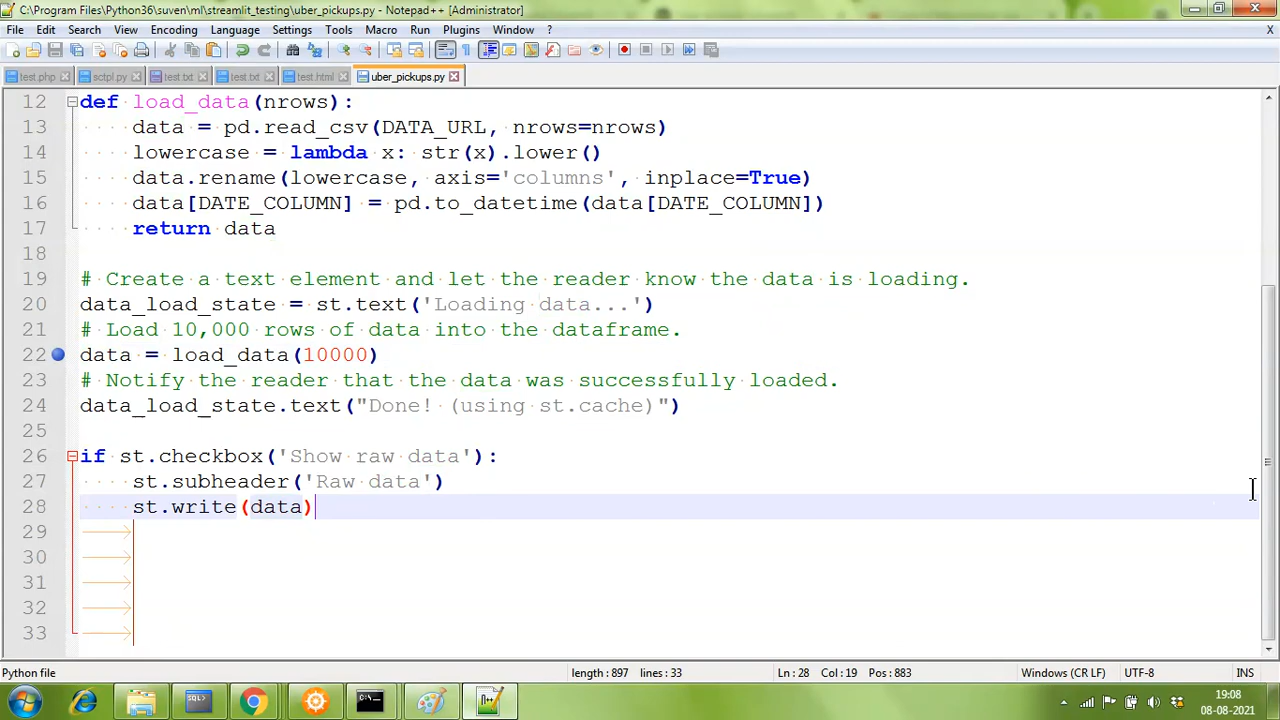 C:\Program Files\Python36\suven\ml\streamlit_testing\uber_pickups.py - Notepad++ [Administrator]
File Edit Search View Encoding Language Settings Tools Macro Run Plugins Window ? X
test.php sctpl.py test.txt test.txt test.html uber_pickups.py
12 def load_data(nrows):
13 data = pd.read_csv(DATA_URL, nrows=nrows)
14 lowercase = lambda x: str(x).lower()
15 data.rename(lowercase, axis='columns', inplace=True)
16 data[DATE_COLUMN] = pd.to_datetime(data[DATE_COLUMN])
17 return data
18
19 # Create a text element and let the reader know the data is loading.
20 data_load_state = st.text('Loading data...')
21 # Load 10,000 rows of data into the dataframe.
22 data = load_data(10000)
23 # Notify the reader that the data was successfully loaded.
24 data_load_state.text("Done! (using st.cache)")
25
26 if st.checkbox('Show raw data'):
27 st.subheader('Raw data')
28 st.write(data)
29
30
31
32
33
Python file length : 897 lines : 33 Ln : 28 Col : 19 Pos : 883 Windows (CR LF) UTF-8 INS
19:08
08-08-2021